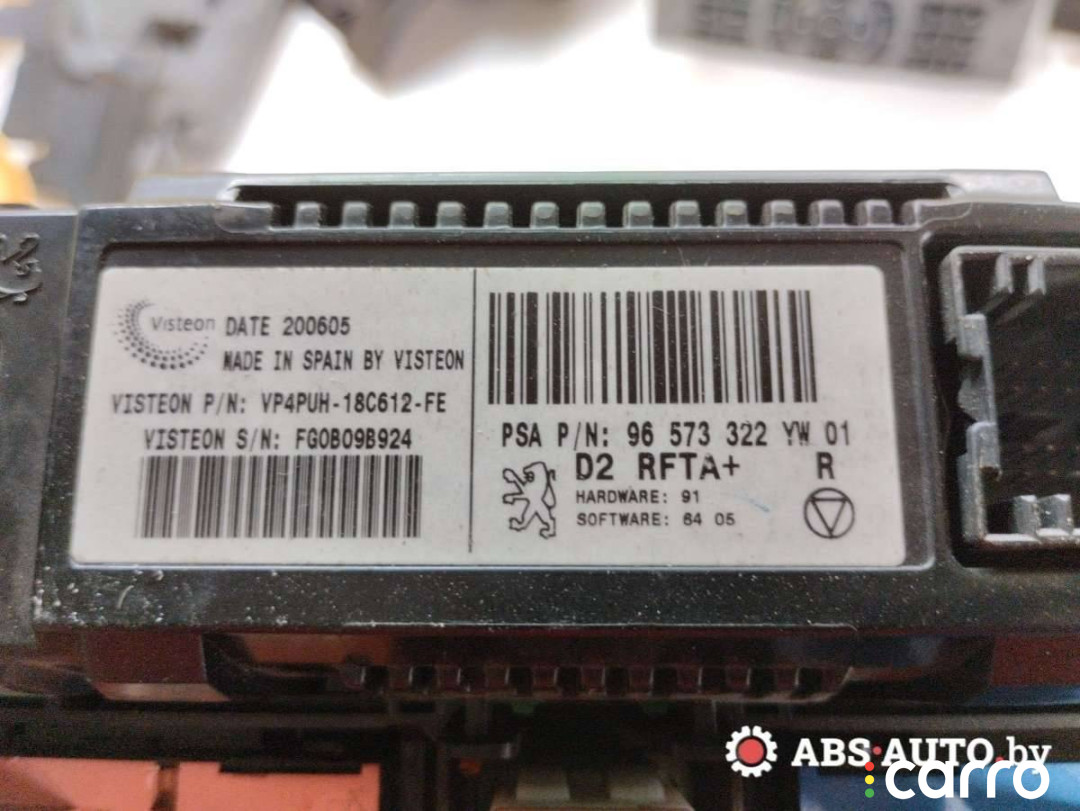 Visteon
DATE 200605
MADE IN SPAIN BY VISTEON
VISTEON P/N: VP4PUH-18C612-FE
VISTEON S/N: FG0B09B924
PSA P/N: 96 573 322 YW 01
D2 RFTA+ R
HARDWARE: 91
SOFTWARE: 64 05
ABS-AUTO.by
carro